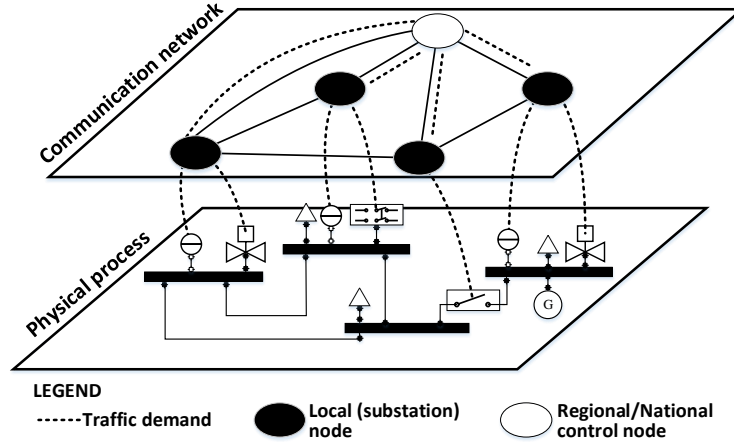 Communication network
Physical process
G
LEGEND
Traffic demand
Local (substation)
node
Regional/National
control node